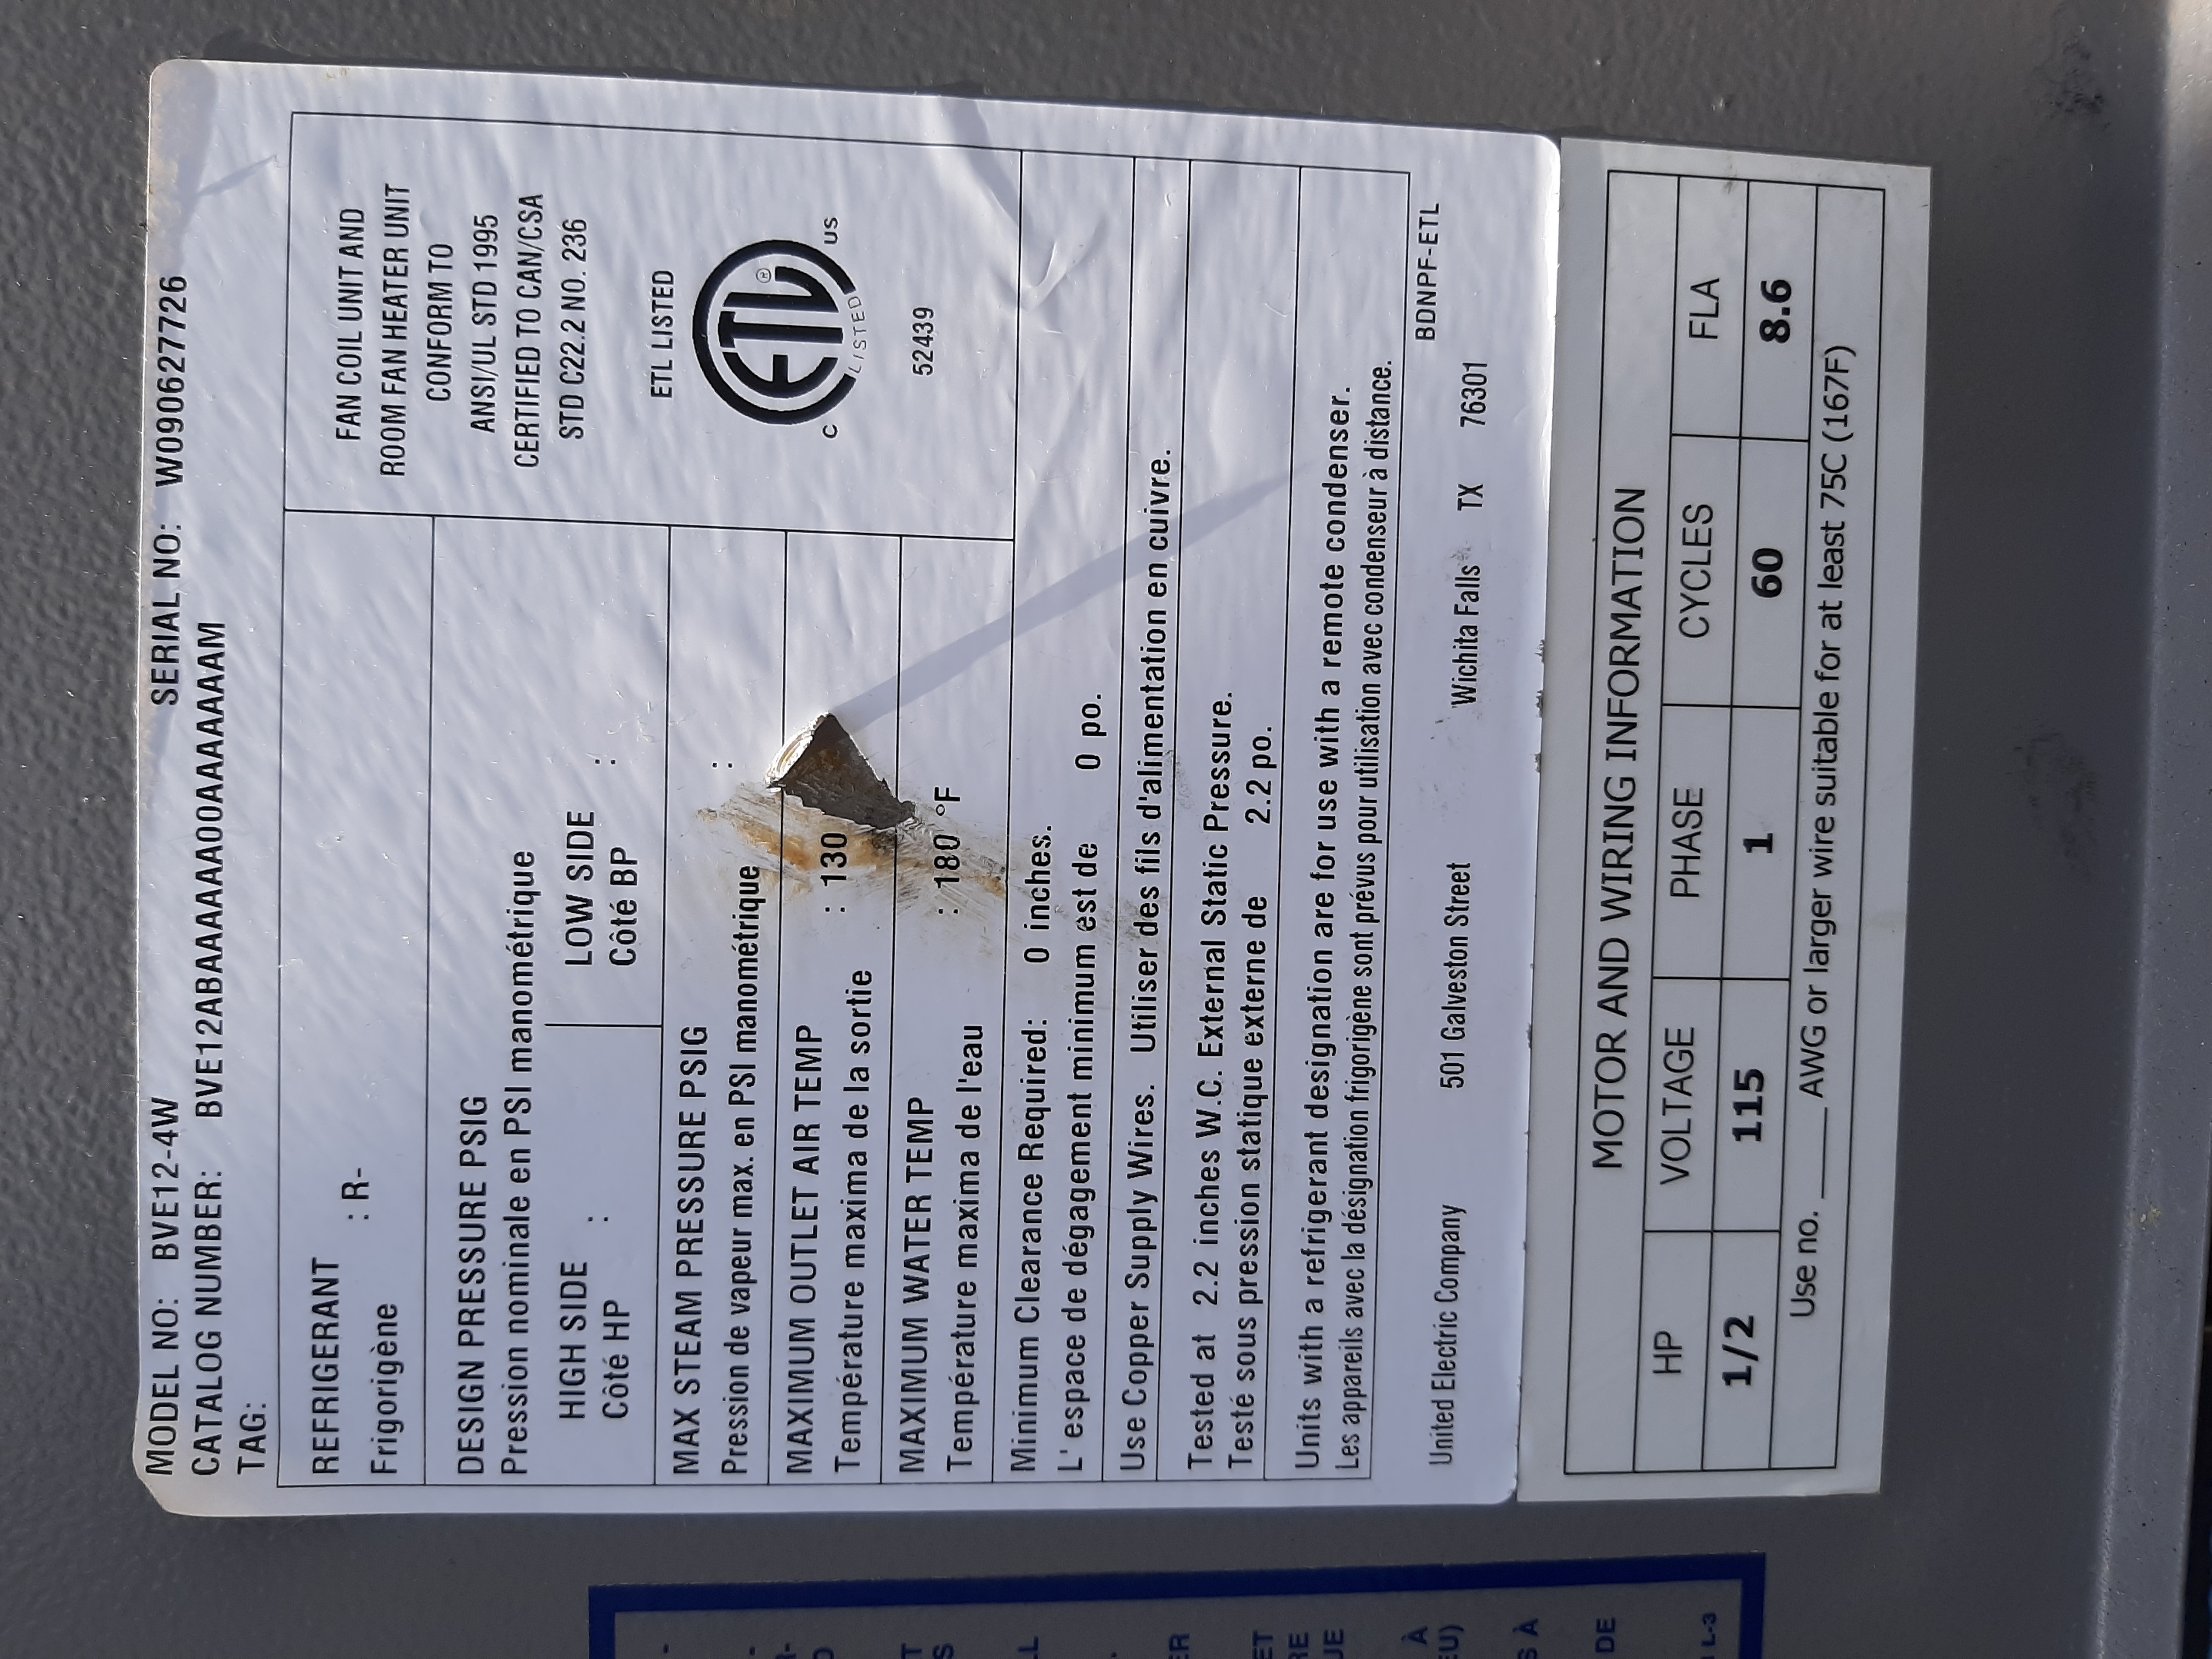 MODEL NO: BVE12-4W SERIAL NO: W090627726
CATALOG NUMBER: BVE12ABAAAAAAA00AAAAAAAM
TAG:
REFRIGERANT : R-
Frigorigène
DESIGN PRESSURE PSIG
Pression nominale en PSI manométrique
HIGH SIDE : LOW SIDE :
Côté HP Côté BP
MAX STEAM PRESSURE PSIG
Pression de vapeur max. en PSI manométrique :
MAXIMUM OUTLET AIR TEMP
Température maxima de la sortie : 130
MAXIMUM WATER TEMP
Température maxima de l'eau : 180 °F
FAN COIL UNIT AND
ROOM FAN HEATER UNIT
CONFORM TO
ANSI/UL STD 1995
CERTIFIED TO CAN/CSA
STD C22.2 NO. 236
ETL LISTED
ETL ®
C LISTED US
52439
Minimum Clearance Required: 0 inches.
L'espace de dégagement minimum est de 0 po.
Use Copper Supply Wires. Utiliser des fils d'alimentation en cuivre.
Tested at 2.2 inches W.C. External Static Pressure.
Testé sous pression statique externe de 2.2 po.
Units with a refrigerant designation are for use with a remote condenser.
Les appareils avec la désignation frigorigène sont prévus pour utilisation avec condenseur à distance.
BDNPF-ETL
United Electric Company 501 Galveston Street Wichita Falls TX 76301
MOTOR AND WIRING INFORMATION
HP VOLTAGE PHASE CYCLES FLA
1/2 115 1 60 8.6
Use no. ____ AWG or larger wire suitable for at least 75C (167F)
À
DE
L-3